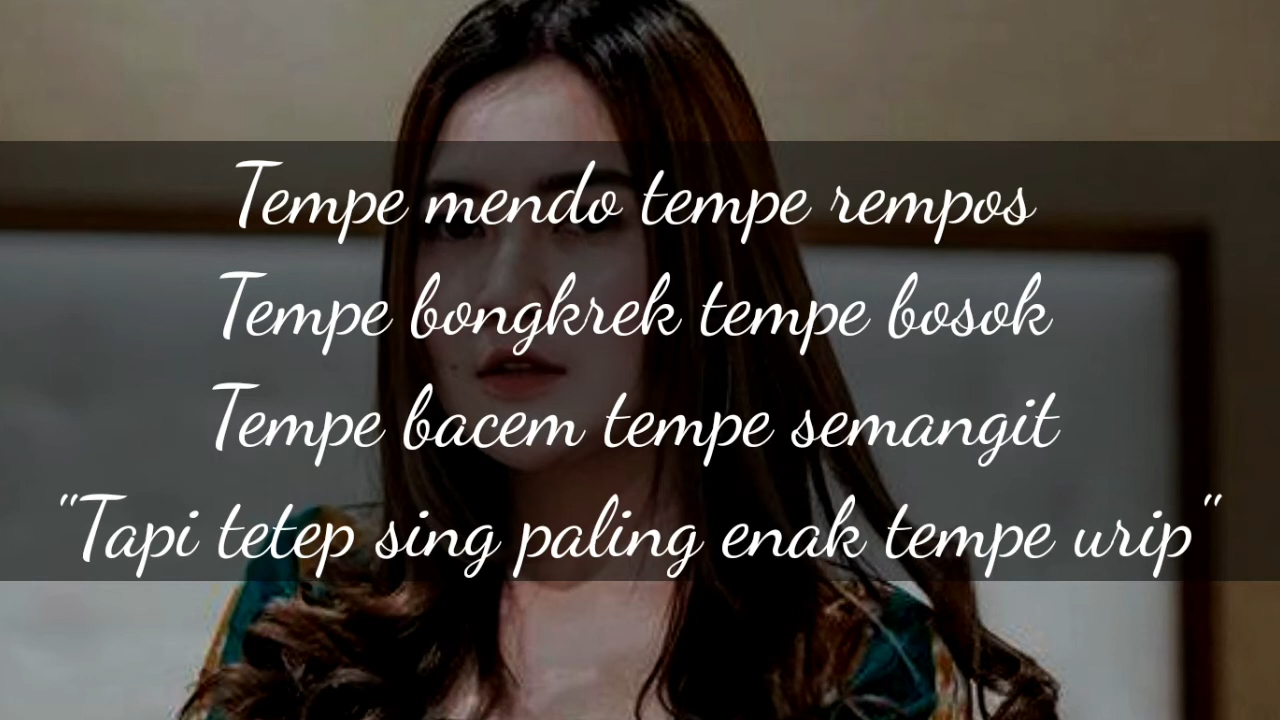 Tempe mendo tempe rempos
Tempe bongkrek tempe bosok
Tempe bacem tempe semangit
"Tapi tetep sing paling enak tempe urip"